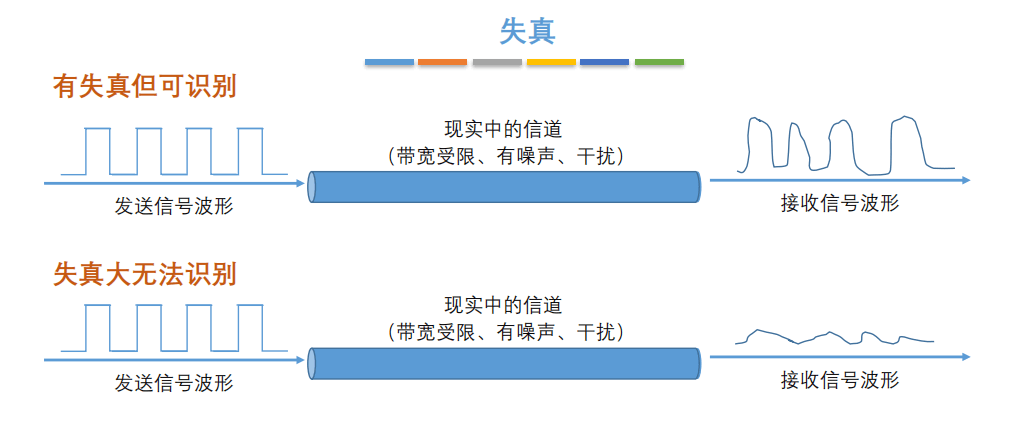 失真
有失真但可识别
现实中的信道
（带宽受限、有噪声、干扰）
发送信号波形
接收信号波形
失真大无法识别
现实中的信道
（带宽受限、有噪声、干扰）
发送信号波形
接收信号波形